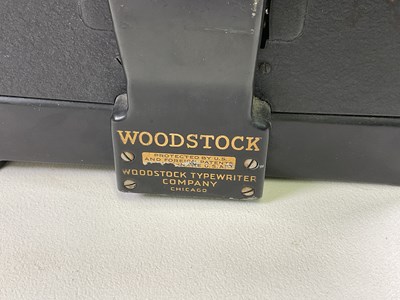 WOODSTOCK
PROTECTED BY U.S.
AND FOREIGN PATENTS
U.S.A.
WOODSTOCK TYPEWRITER
COMPANY
CHICAGO